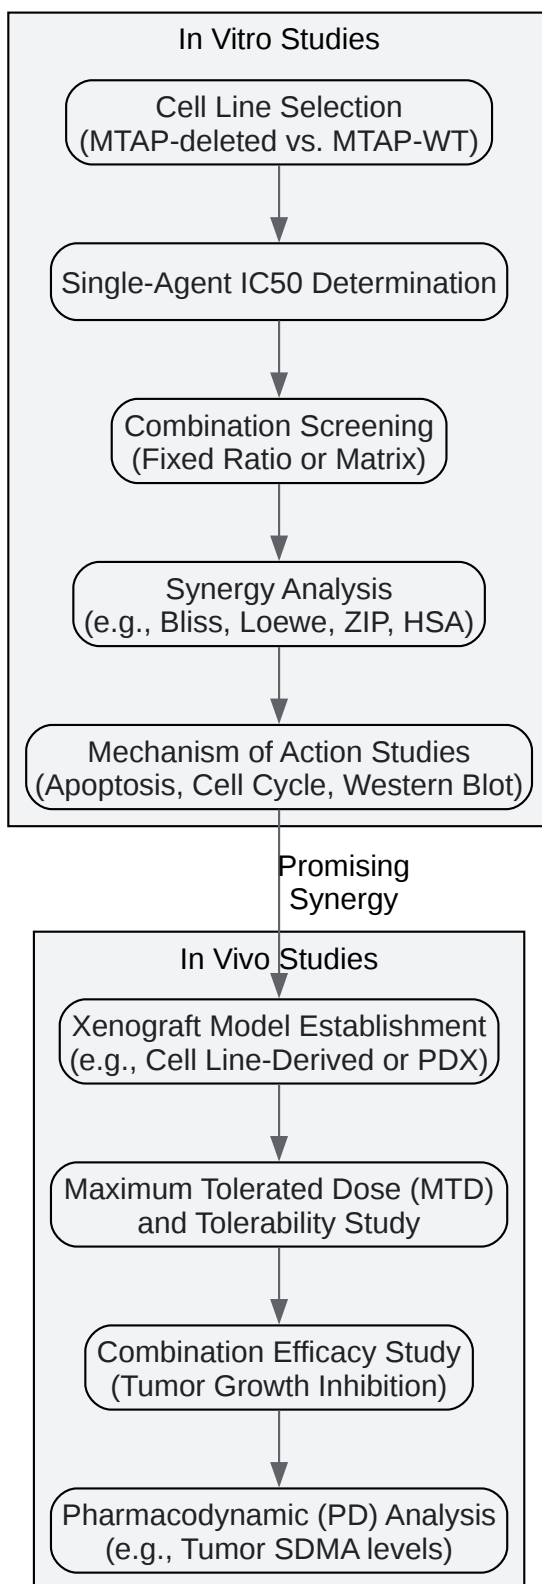 In Vitro Studies
Cell Line Selection
(MTAP-deleted vs. MTAP-WT)
Single-Agent IC50 Determination
Combination Screening
(Fixed Ratio or Matrix)
Synergy Analysis
(e.g., Bliss, Loewe, ZIP, HSA)
Mechanism of Action Studies
(Apoptosis, Cell Cycle, Western Blot)
Promising
Synergy
In Vivo Studies
Xenograft Model Establishment
(e.g., Cell Line-Derived or PDX)
Maximum Tolerated Dose (MTD)
and Tolerability Study
Combination Efficacy Study
(Tumor Growth Inhibition)
Pharmacodynamic (PD) Analysis
(e.g., Tumor SDMA levels)